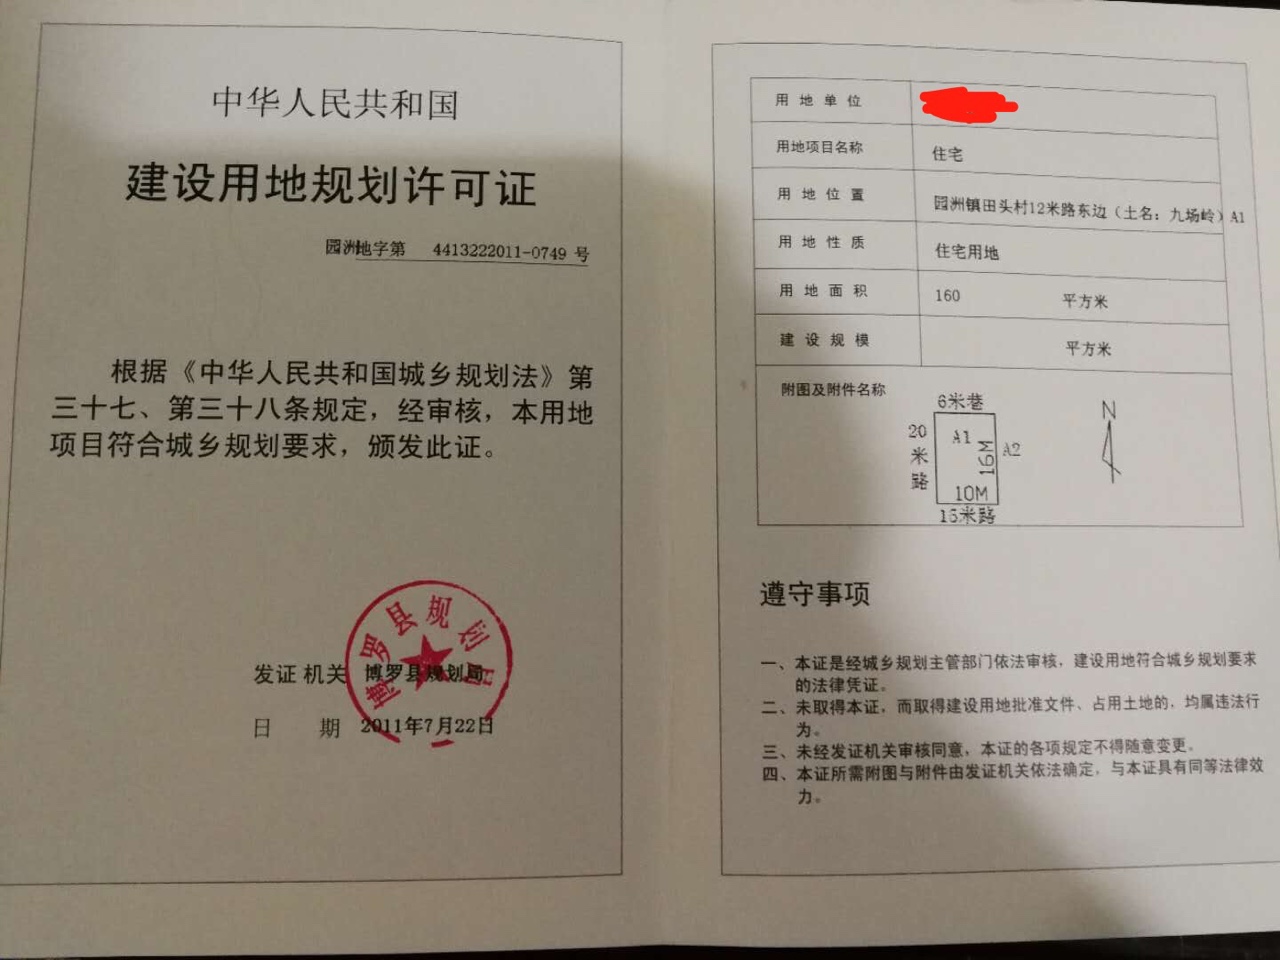 中华人民共和国
建设用地规划许可证
园洲地字第 4413222011-0749 号
根据《中华人民共和国城乡规划法》第
三十七、第三十八条规定，经审核，本用地
项目符合城乡规划要求，颁发此证。
博罗县规划局
发证机关 博罗县规划局
日 期 2011年7月22日
用地单位
用地项目名称 住宅
用地位置 园洲镇田头村12米路东边（土名：九场岭）A1
用地性质 住宅用地
用地面积 160 平方米
建设规模 平方米
附图及附件名称
6米巷
N
20米路
A1
16M
A2
10M
15米路
遵守事项
一、本证是经城乡规划主管部门依法审核，建设用地符合城乡规划要求
的法律凭证。
二、未取得本证，而取得建设用地批准文件、占用土地的，均属违法行
为。
三、未经发证机关审核同意，本证的各项规定不得随意变更。
四、本证所需附图与附件由发证机关依法确定，与本证具有同等法律效
力。